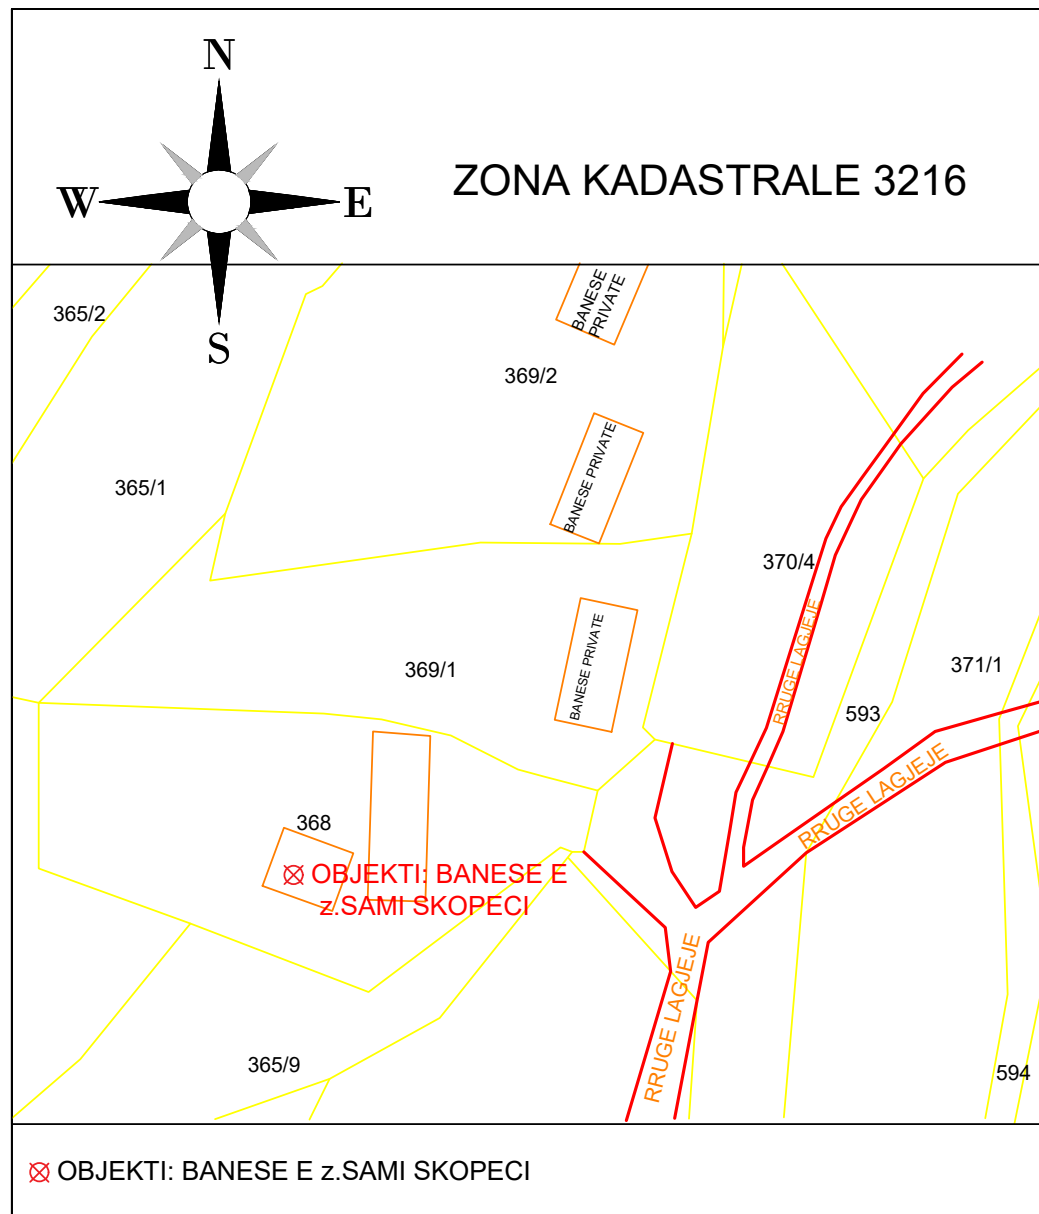 N
W
E
S
ZONA KADASTRALE 3216
365/2
BANESE
PRIVATE
369/2
BANESE PRIVATE
365/1
370/4
RRUGE LAGJEJE
BANESE PRIVATE
369/1
371/1
593
RRUGE LAGJEJE
368
OBJEKTI: BANESE E
z.SAMI SKOPECI
RRUGE LAGJEJE
365/9
594
OBJEKTI: BANESE E z.SAMI SKOPECI